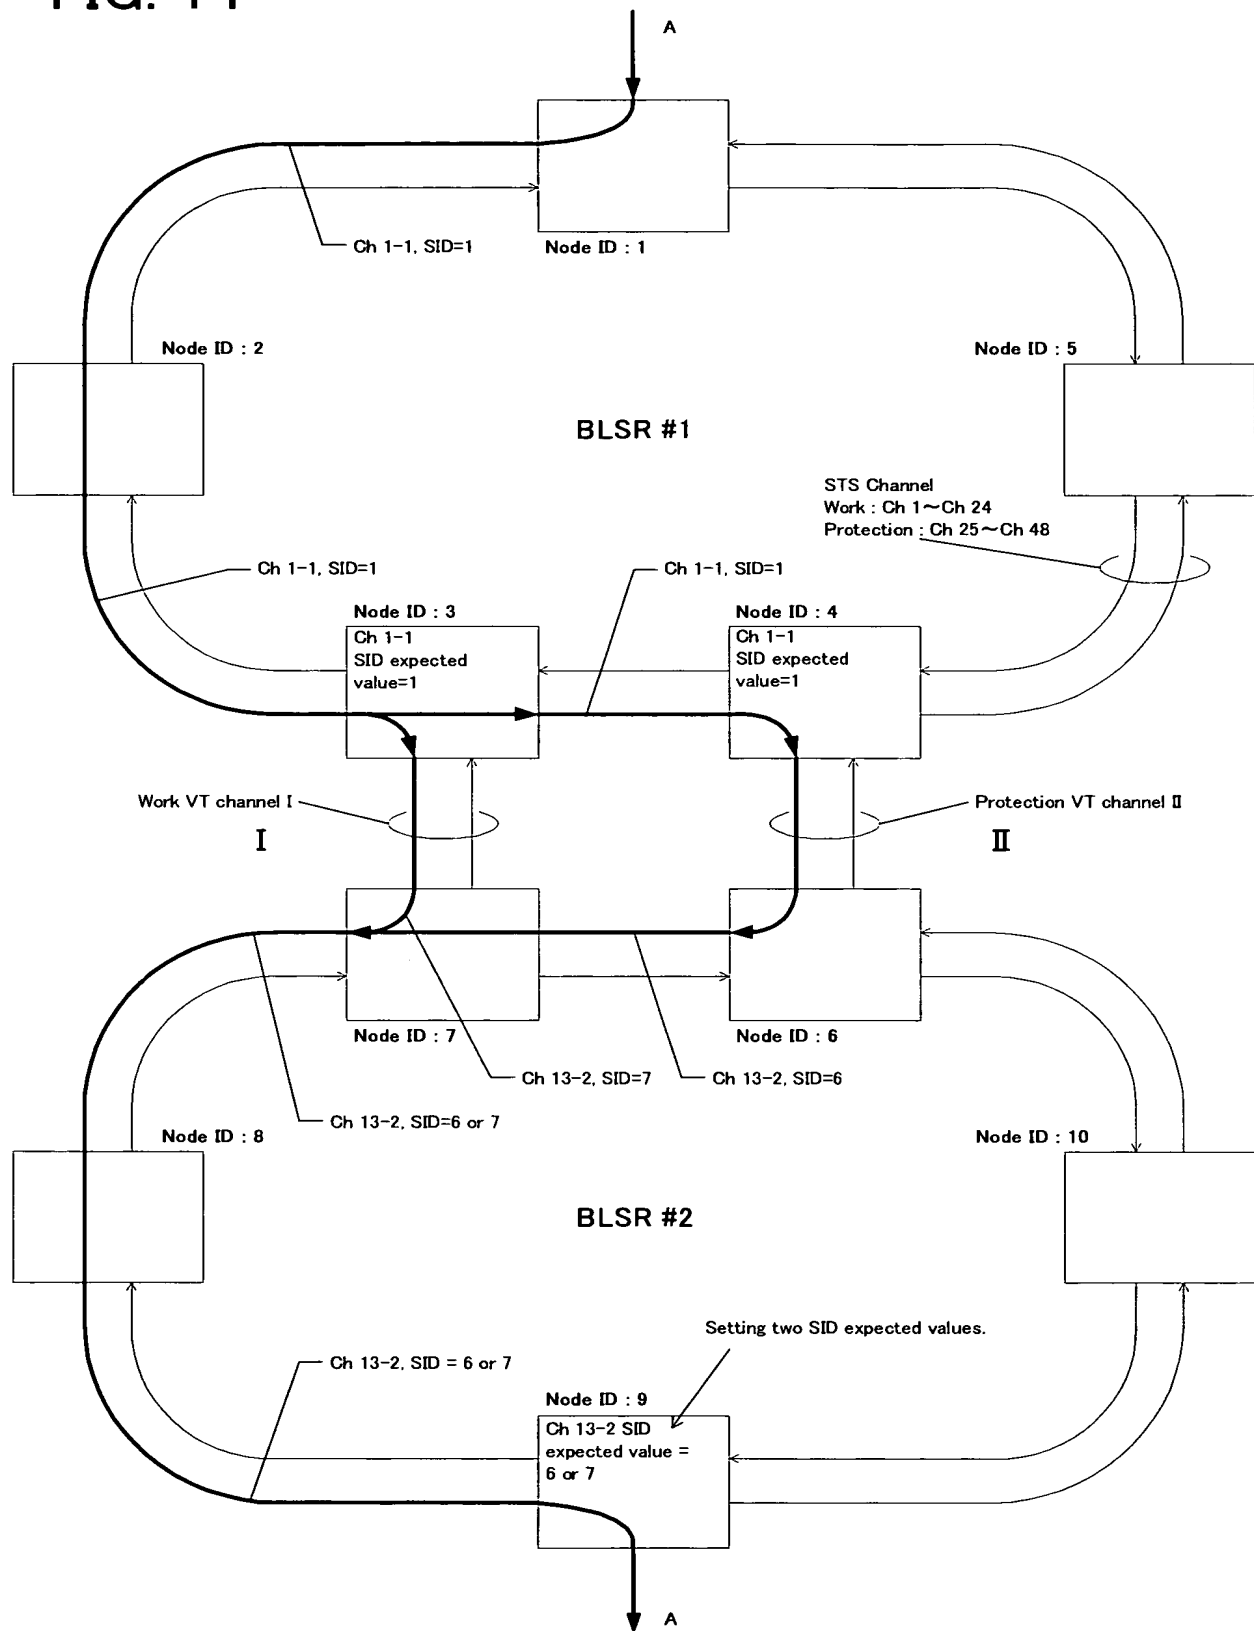 A
Ch 1-1, SID=1
Node ID : 1
Node ID : 2
Node ID : 5
BLSR #1
STS Channel
Work : Ch 1~Ch 24
Protection : Ch 25~Ch 48
Ch 1-1, SID=1
Ch 1-1, SID=1
Node ID : 3
Ch 1-1
SID expected
value=1
Node ID : 4
Ch 1-1
SID expected
value=1
Work VT channel I
I
Protection VT channel II
II
Node ID : 7
Node ID : 6
Ch 13-2, SID=7
Ch 13-2, SID=6
Ch 13-2, SID=6 or 7
Node ID : 8
Node ID : 10
BLSR #2
Setting two SID expected values.
Ch 13-2, SID = 6 or 7
Node ID : 9
Ch 13-2 SID
expected value =
6 or 7
A